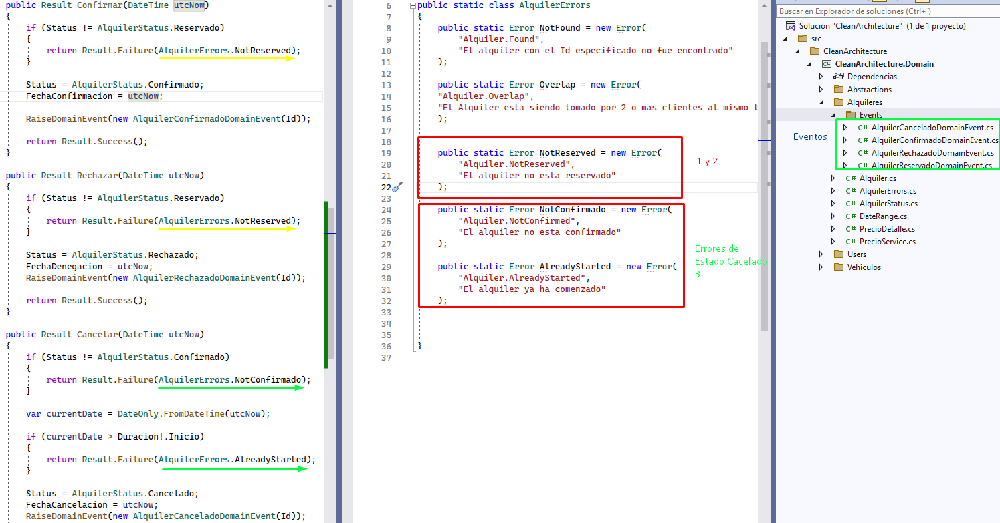 public Result Confirmar(DateTime utcNow)
{
if (Status != AlquilerStatus.Reservado)
{
return Result.Failure(AlquilerErrors.NotReserved);
}
Status = AlquilerStatus.Confirmado;
FechaConfirmacion = utcNow;
RaiseDomainEvent(new AlquilerConfirmadoDomainEvent(Id));
return Result.Success();
}
public Result Rechazar(DateTime utcNow)
{
if (Status != AlquilerStatus.Reservado)
{
return Result.Failure(AlquilerErrors.NotReserved);
}
Status = AlquilerStatus.Rechazado;
FechaDenegacion = utcNow;
RaiseDomainEvent(new AlquilerRechazadoDomainEvent(Id));
return Result.Success();
}
public Result Cancelar(DateTime utcNow)
{
if (Status != AlquilerStatus.Confirmado)
{
return Result.Failure(AlquilerErrors.NotConfirmado);
}
var currentDate = DateOnly.FromDateTime(utcNow);
if (currentDate > Duracion!.Inicio)
{
return Result.Failure(AlquilerErrors.AlreadyStarted);
}
Status = AlquilerStatus.Cancelado;
FechaCancelacion = utcNow;
RaiseDomainEvent(new AlquilerCanceladoDomainEvent(Id));
6 public static class AlquilerErrors
7 {
8 public static Error NotFound = new Error(
9 "Alquiler.Found",
10 "El alquiler con el Id especificado no fue encontrado"
11 );
12
13 public static Error Overlap = new Error(
14 "Alquiler.Overlap",
15 "El Alquiler esta siendo tomado por 2 o mas clientes al mismo t
16 );
17
18
19 public static Error NotReserved = new Error(
20 "Alquiler.NotReserved",
21 "El alquiler no esta reservado"
22 );
23
24 public static Error NotConfirmado = new Error(
25 "Alquiler.NotConfirmed",
26 "El alquiler no esta confirmado"
27 );
28
29 public static Error AlreadyStarted = new Error(
30 "Alquiler.AlreadyStarted",
31 "El alquiler ya ha comenzado"
32 );
33
34
35
36 }
37
1 y 2
Errores de
Estado Cacelado
3
Buscar en Explorador de soluciones (Ctrl+´)
Solución "CleanArchitecture" (1 de 1 proyecto)
src
CleanArchitecture
C# CleanArchitecture.Domain
Dependencias
Abstractions
Alquileres
Events
Eventos
C# AlquilerCanceladoDomainEvent.cs
C# AlquilerConfirmadoDomainEvent.cs
C# AlquilerRechazadoDomainEvent.cs
C# AlquilerReservadoDomainEvent.cs
C# Alquiler.cs
C# AlquilerErrors.cs
C# AlquilerStatus.cs
C# DateRange.cs
C# PrecioDetalle.cs
C# PrecioService.cs
Users
Vehiculos